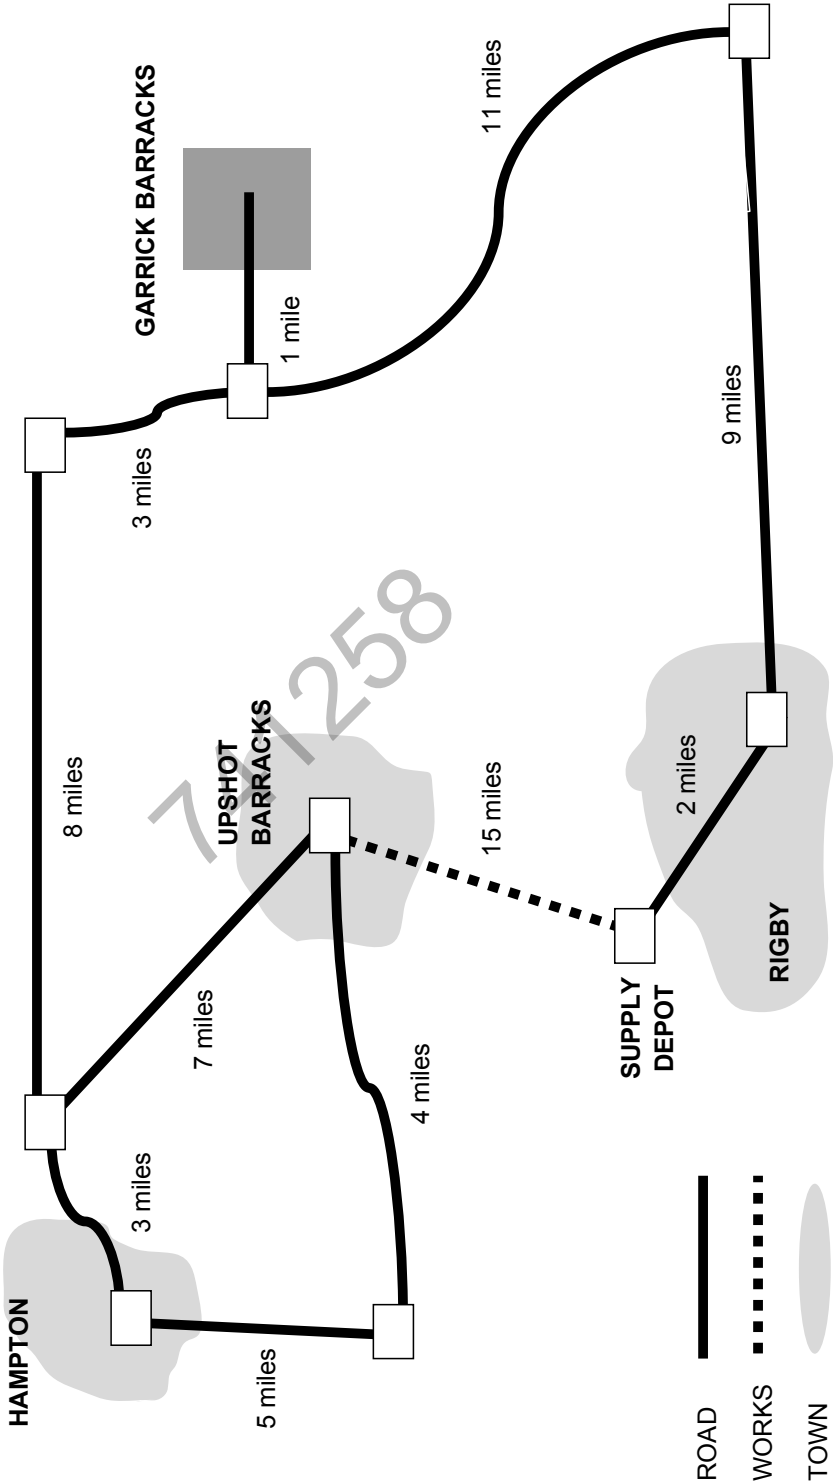 HAMPTON
3 miles
5 miles
8 miles
7 miles
4 miles
UPSHOT
BARRACKS
3 miles
GARRICK BARRACKS
1 mile
11 miles
15 miles
SUPPLY
DEPOT
2 miles
RIGBY
9 miles
ROAD
WORKS
TOWN